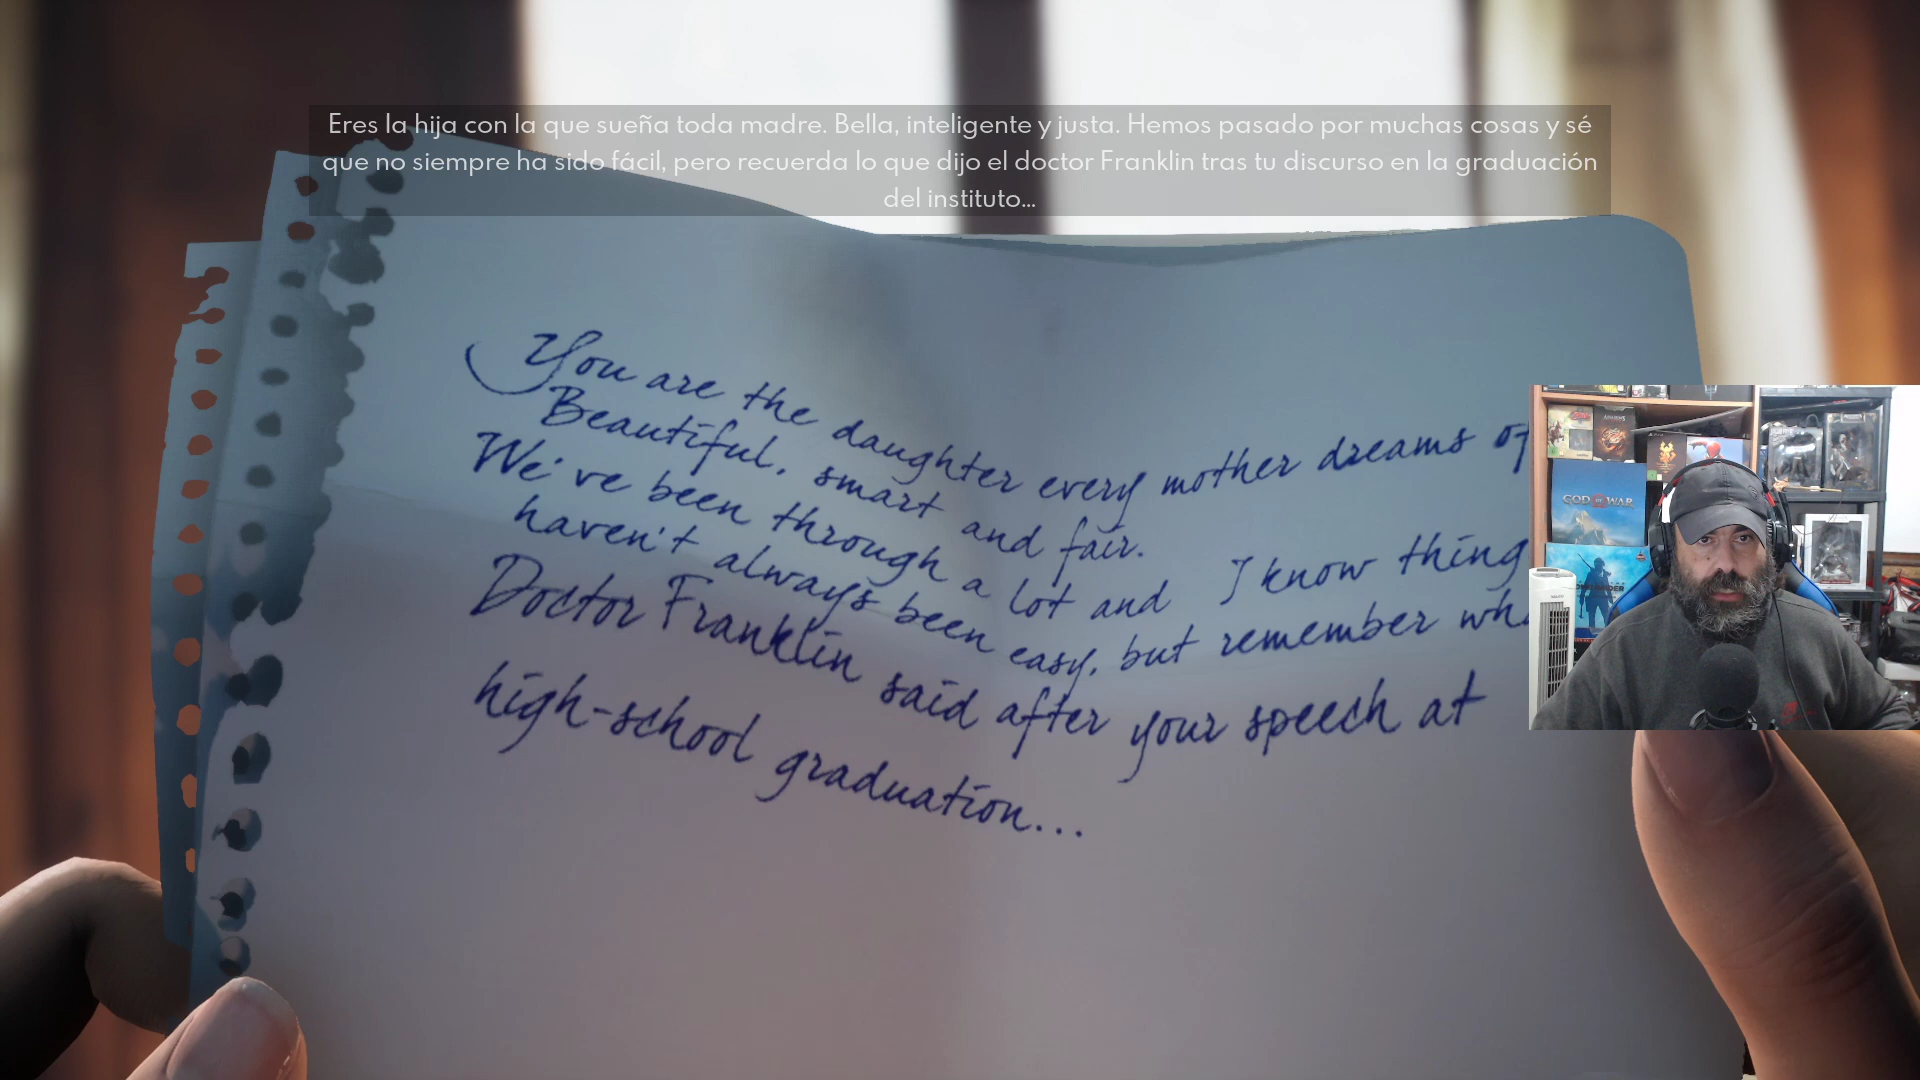 Eres la hija con la que sueña toda madre. Bella, inteligente y justa. Hemos pasado por muchas cosas y sé
que no siempre ha sido fácil, pero recuerda lo que dijo el doctor Franklin tras tu discurso en la graduación
del instituto...
You are the daughter every mother dreams of
Beautiful, smart and fair.
We've been through a lot and I know thing
haven't always been easy, but remember wh
Doctor Franklin said after your speech at
high-school graduation...
GOD OF WAR